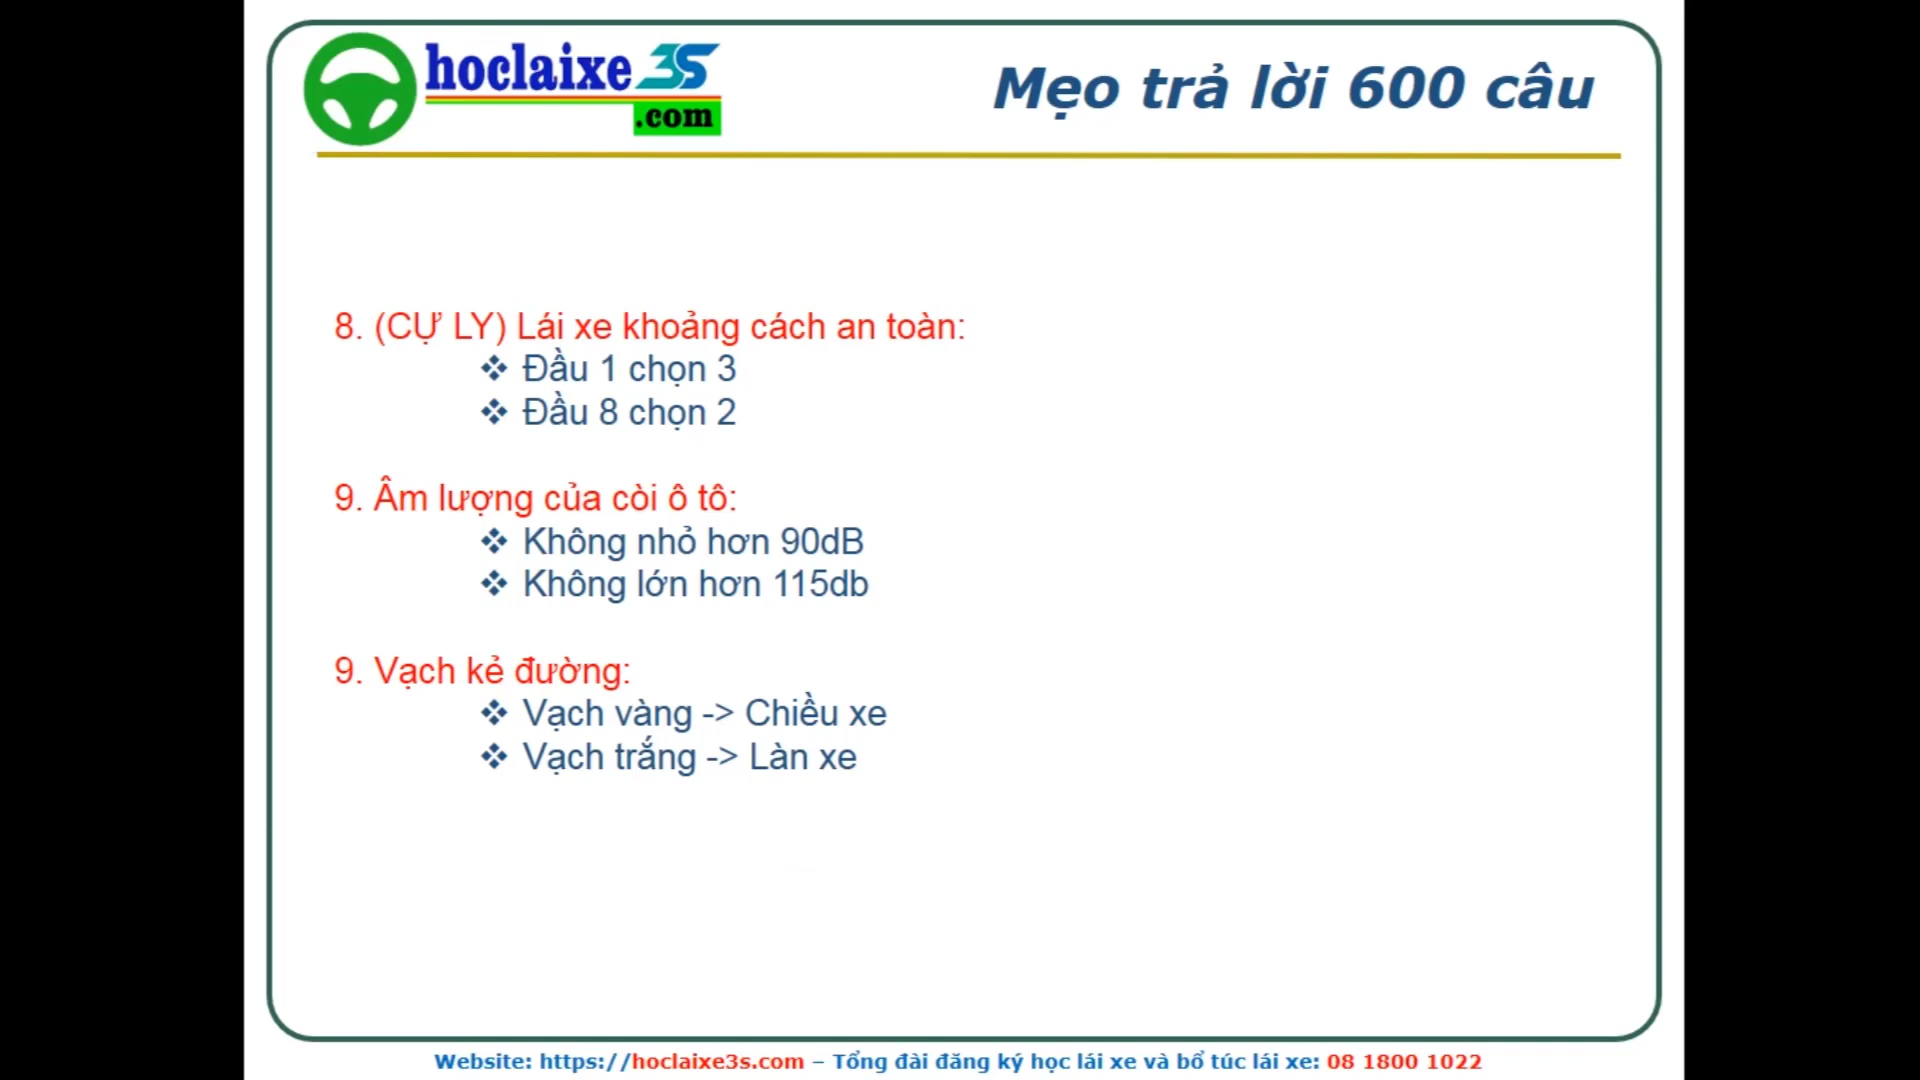 hoclaixe3S
.com
Mẹo trả lời 600 câu
8. (CỰ LY) Lái xe khoảng cách an toàn:
❖ Đầu 1 chọn 3
❖ Đầu 8 chọn 2
9. Âm lượng của còi ô tô:
❖ Không nhỏ hơn 90dB
❖ Không lớn hơn 115db
9. Vạch kẻ đường:
❖ Vạch vàng -> Chiều xe
❖ Vạch trắng -> Làn xe
Website: https://hoclaixe3s.com – Tổng đài đăng ký học lái xe và bổ túc lái xe: 08 1800 1022